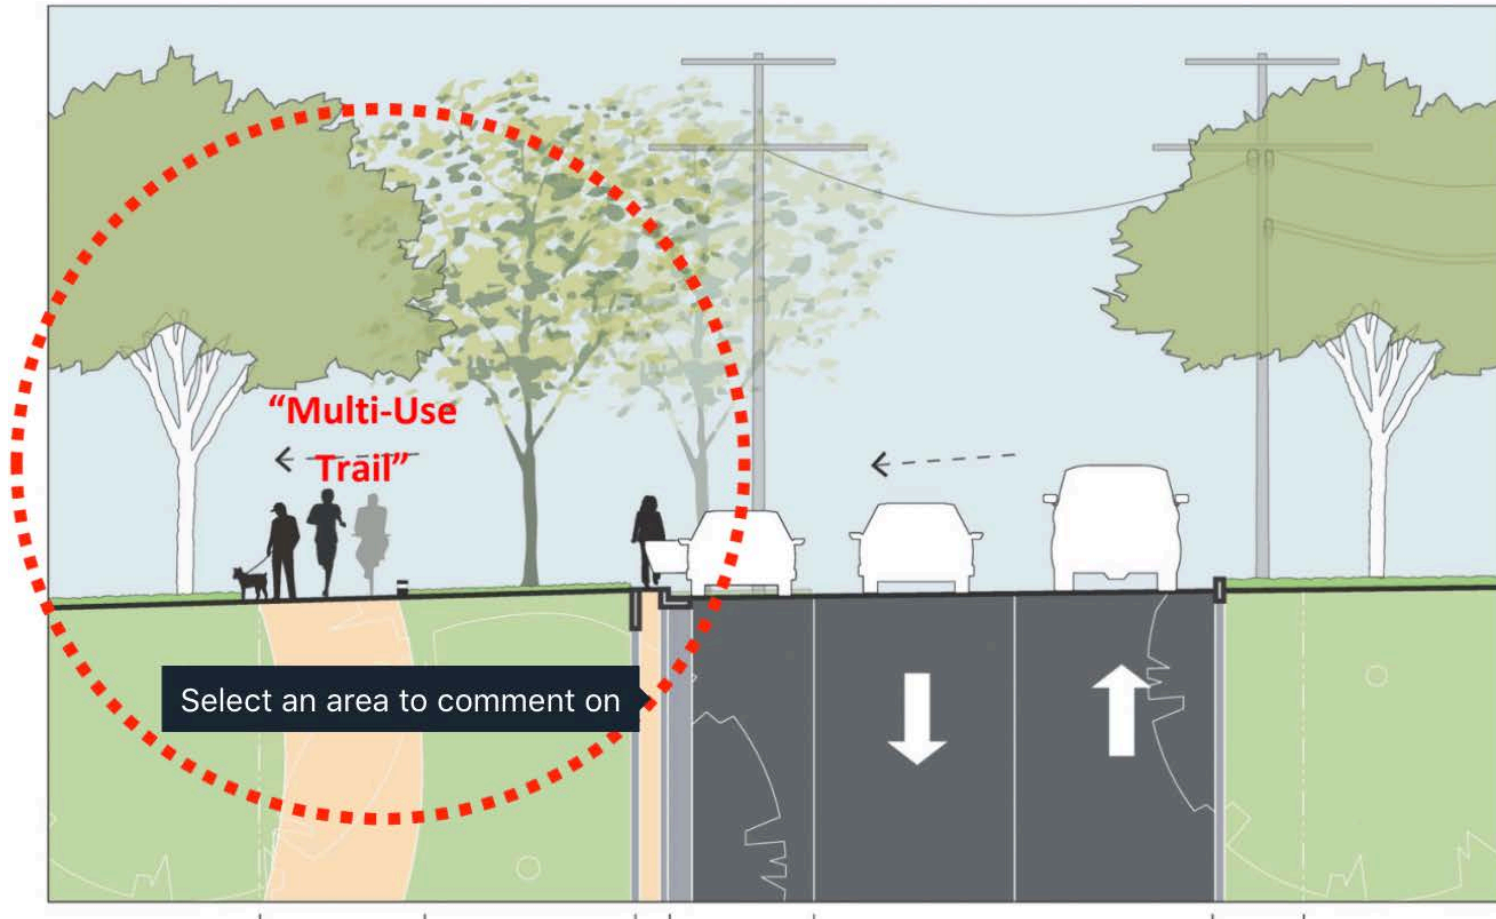 “Multi-Use
Trail”
Select an area to comment on